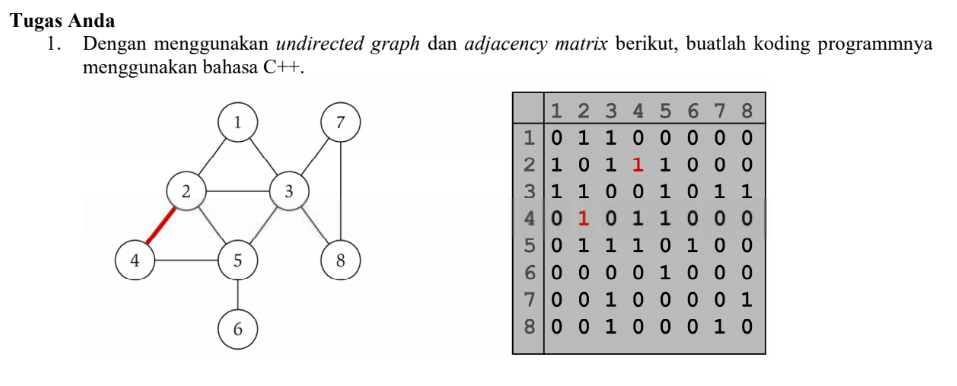 Tugas Anda
1. Dengan menggunakan undirected graph dan adjacency matrix berikut, buatlah koding programmnya
menggunakan bahasa C++.
1
7
2
3
4
5
8
6
1 2 3 4 5 6 7 8
1 0 1 1 0 0 0 0 0
2 1 0 1 1 1 0 0 0
3 1 1 0 0 1 0 1 1
4 0 1 0 1 1 0 0 0
5 0 1 1 1 0 1 0 0
6 0 0 0 0 1 0 0 0
7 0 0 1 0 0 0 0 1
8 0 0 1 0 0 0 1 0